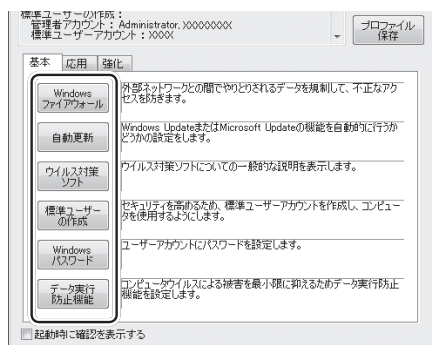 標準ユーザーの作成:
管理者アカウント: Administrator, XXXXXXXX
標準ユーザーアカウント: XXXX
プロファイル
保存
基本
応用
強化
Windows
ファイアウォール
外部ネットワークとの間でやりとりされるデータを規制して、不正なアク
セスを防ぎます。
自動更新
Windows UpdateまたはMicrosoft Updateの機能を自動的に行うか
どうかの設定をします。
ウイルス対策
ソフト
ウイルス対策ソフトについての一般的な説明を表示します。
標準ユーザー
の作成
セキュリティを高めるため、標準ユーザーアカウントを作成し、コンピュー
タを使用するようにします。
Windows
パスワード
ユーザーアカウントにパスワードを設定します。
データ実行
防止機能
コンピュータウイルスによる被害を最小限に抑えるためデータ実行防止
機能を設定します。
起動時に確認を表示する